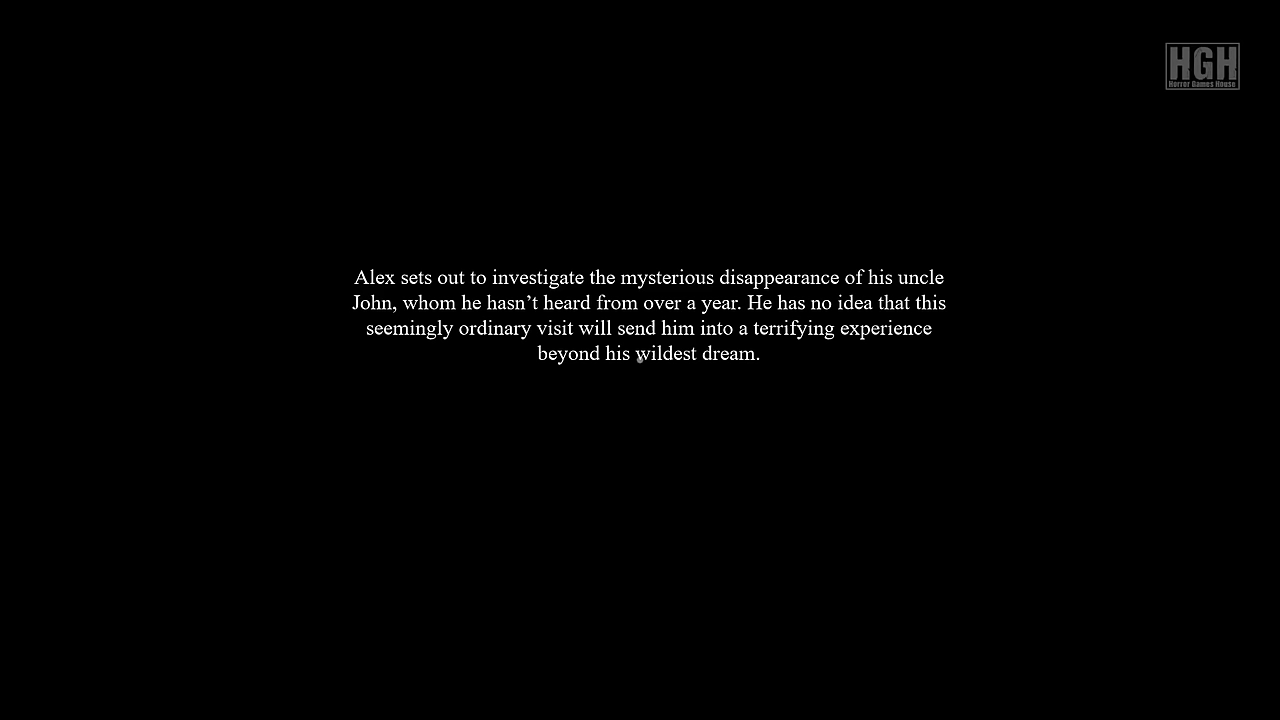 HGH
Horror Games House
Alex sets out to investigate the mysterious disappearance of his uncle
John, whom he hasn’t heard from over a year. He has no idea that this
seemingly ordinary visit will send him into a terrifying experience
beyond his wildest dream.